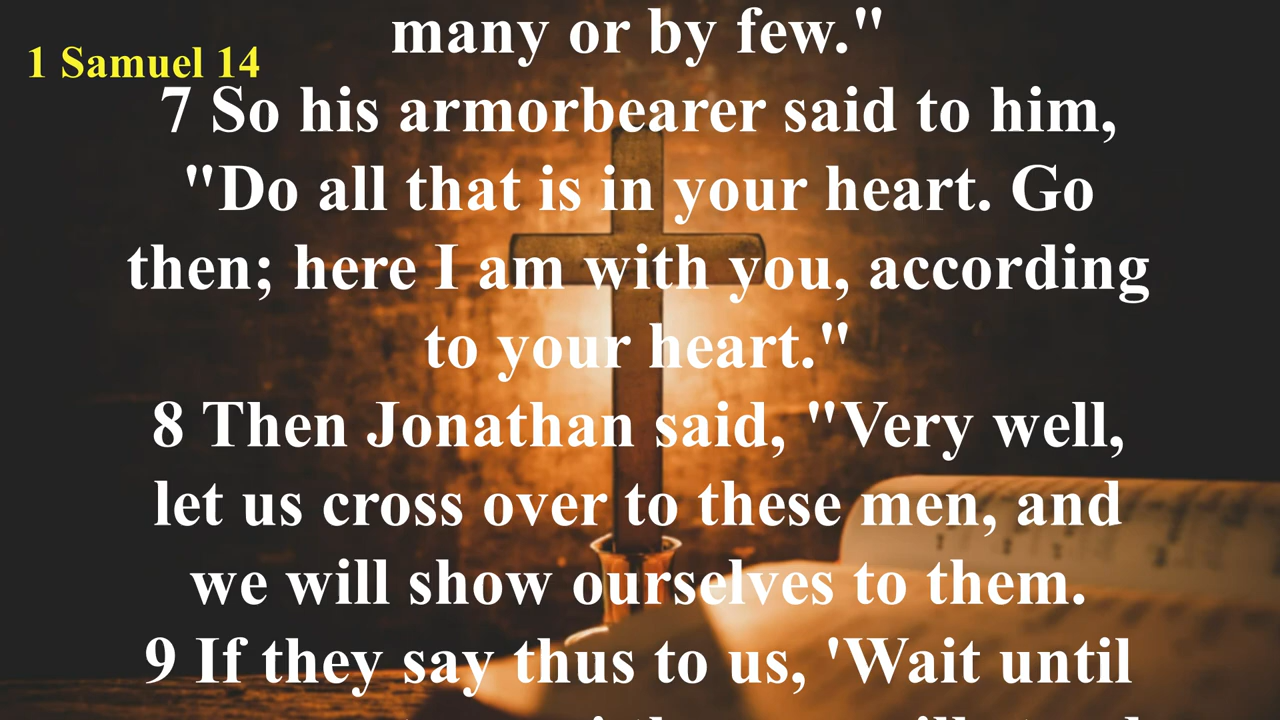 many or by few."
1 Samuel 14
7 So his armorbearer said to him,
"Do all that is in your heart. Go
then; here I am with you, according
to your heart."
8 Then Jonathan said, "Very well,
let us cross over to these men, and
we will show ourselves to them.
9 If they say thus to us, 'Wait until